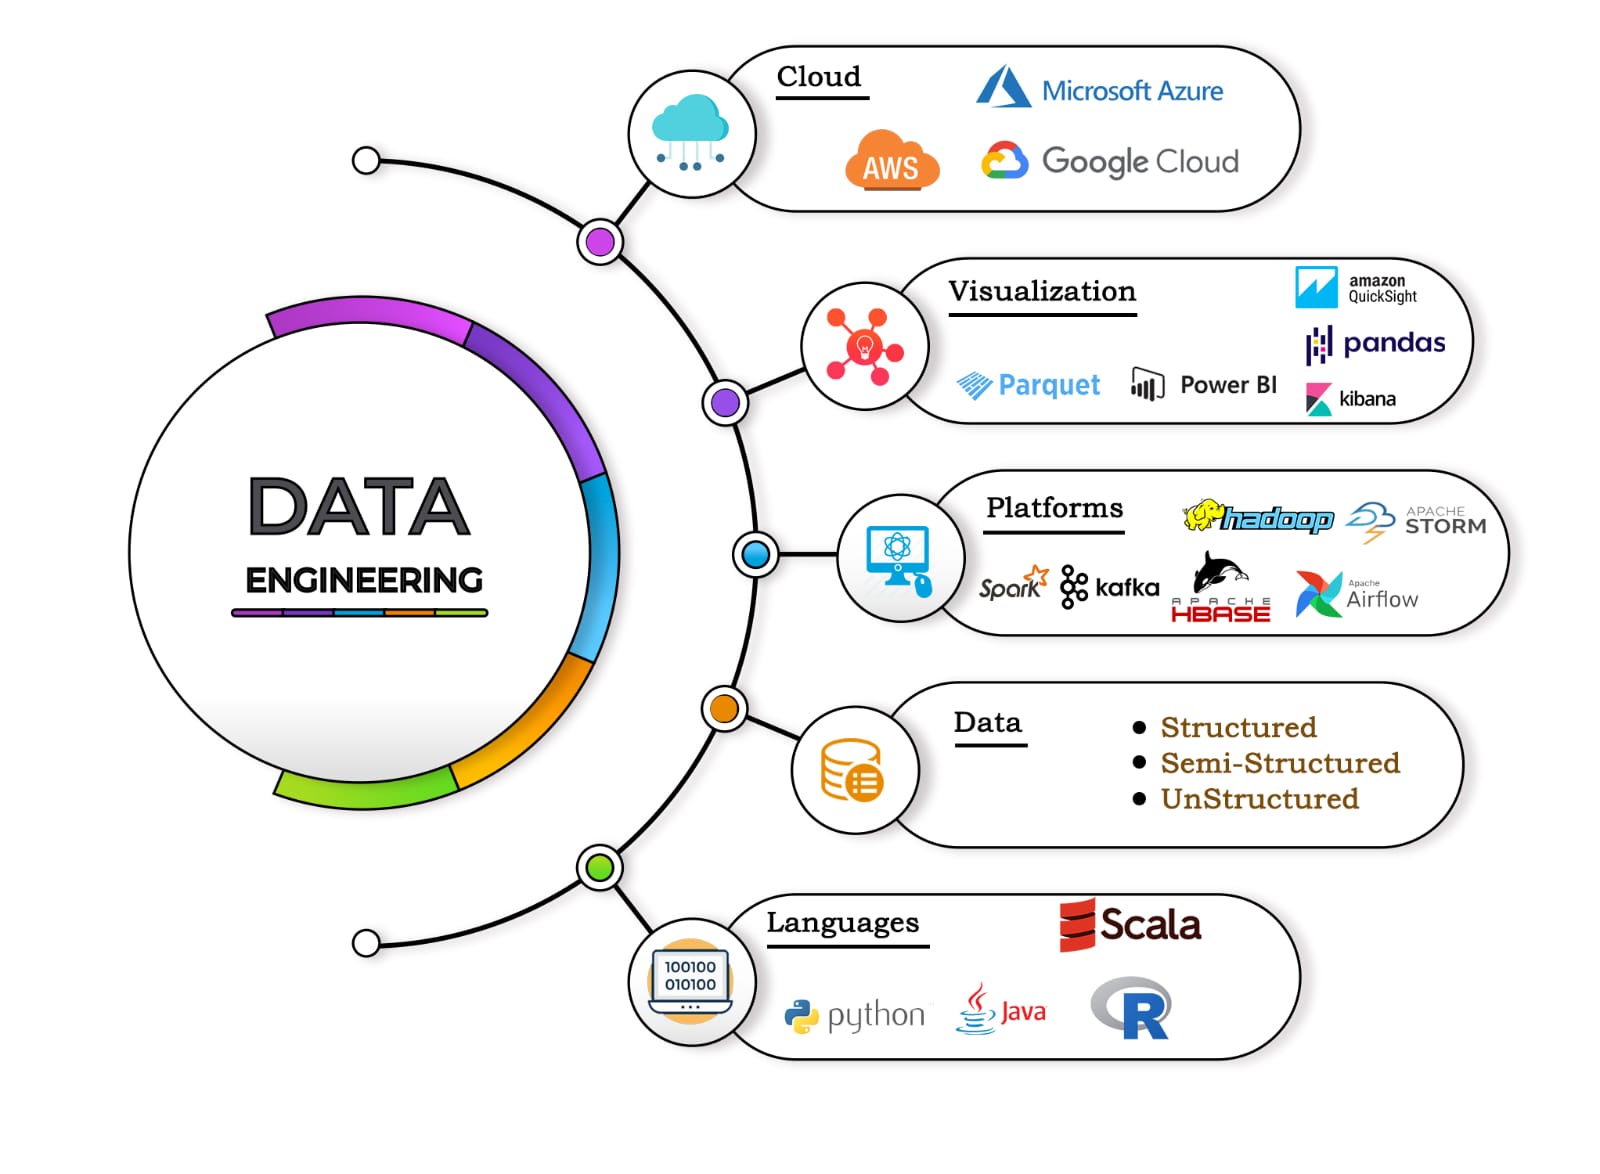 DATA
ENGINEERING
Cloud
Microsoft Azure
AWS
Google Cloud
Visualization
amazon
QuickSight
pandas
Parquet
Power BI
kibana
Platforms
hadoop
APACHE
STORM
Spark
kafka
APACHE
HBASE
Apache
Airflow
Data
• Structured
• Semi-Structured
• UnStructured
Languages
Scala
100100
010100
python
Java
R